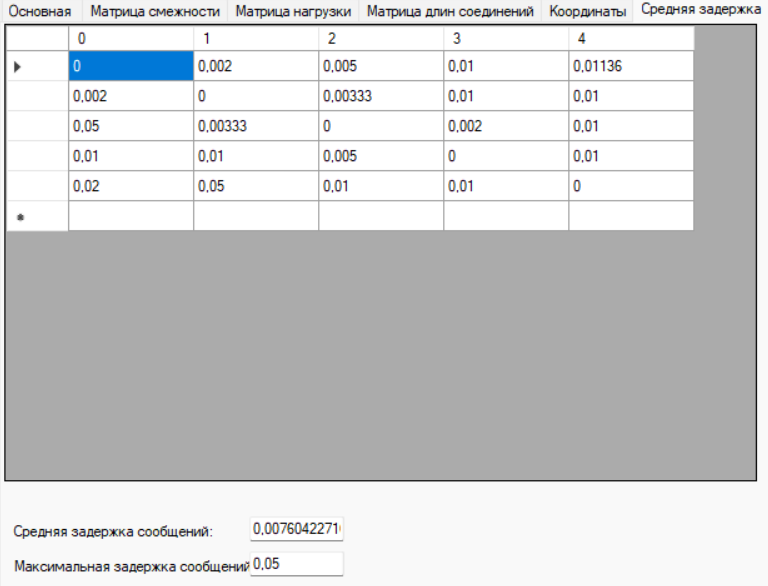 Основная Матрица смежности Матрица нагрузки Матрица длин соединений Координаты Средняя задержка
0 1 2 3 4
0 0,002 0,005 0,01 0,01136
0,002 0 0,00333 0,01 0,01
0,05 0,00333 0 0,002 0,01
0,01 0,01 0,005 0 0,01
0,02 0,05 0,01 0,01 0
Средняя задержка сообщений: 0,0076042271
Максимальная задержка сообщений 0,05